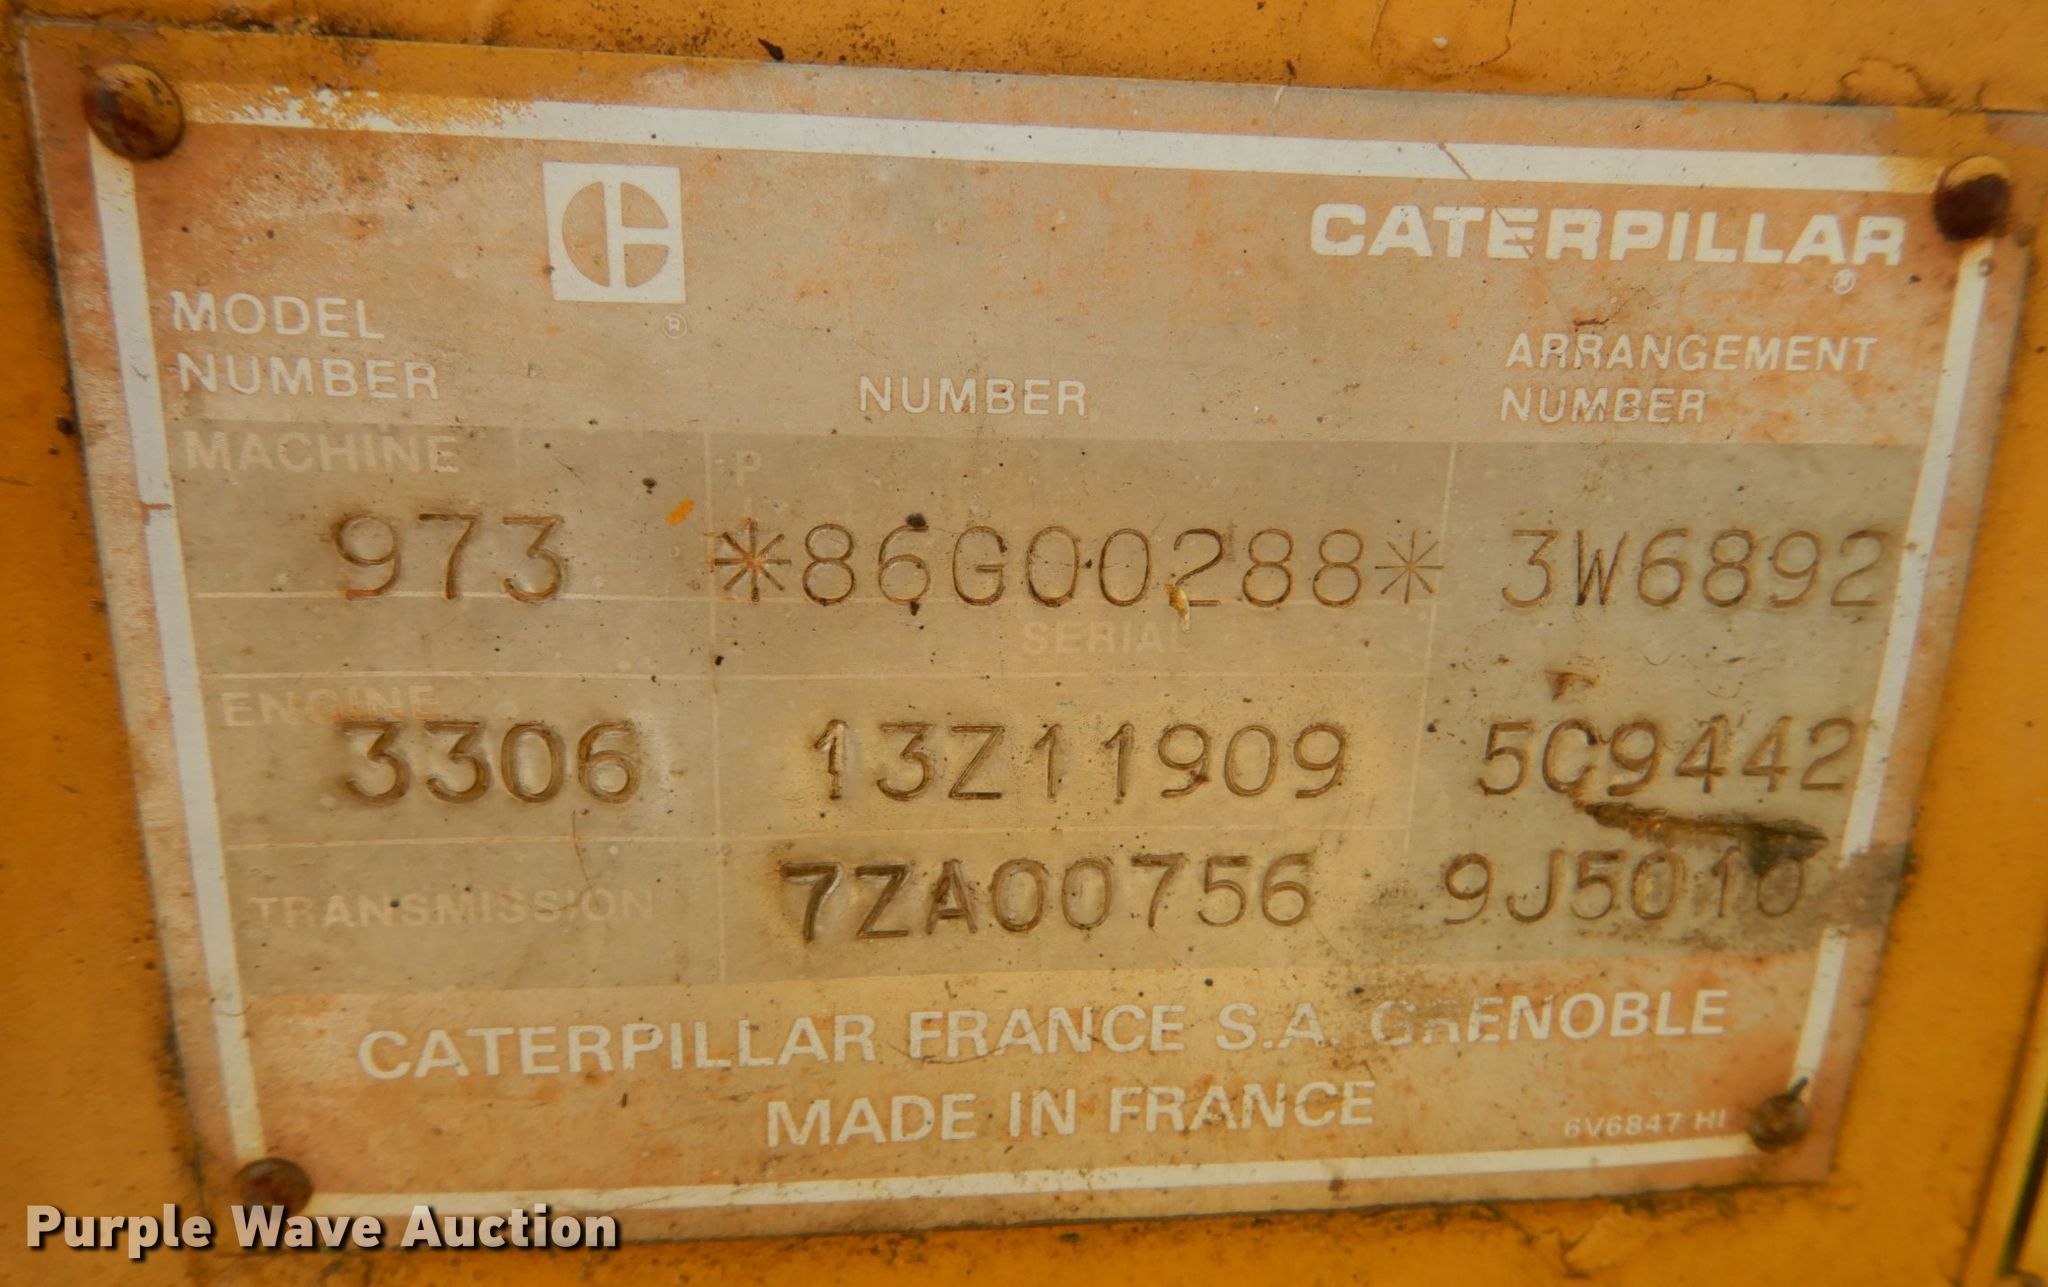 CATERPILLAR
®
®
MODEL
NUMBER
NUMBER
ARRANGEMENT
NUMBER
MACHINE
P
973 *86G00288* 3W6892
SERIAL
ENGINE
3306 13Z11909 5C9442
TRANSMISSION 7ZA00756 9J5010
CATERPILLAR FRANCE S.A. GRENOBLE
MADE IN FRANCE
6V6847 HI
Purple Wave Auction